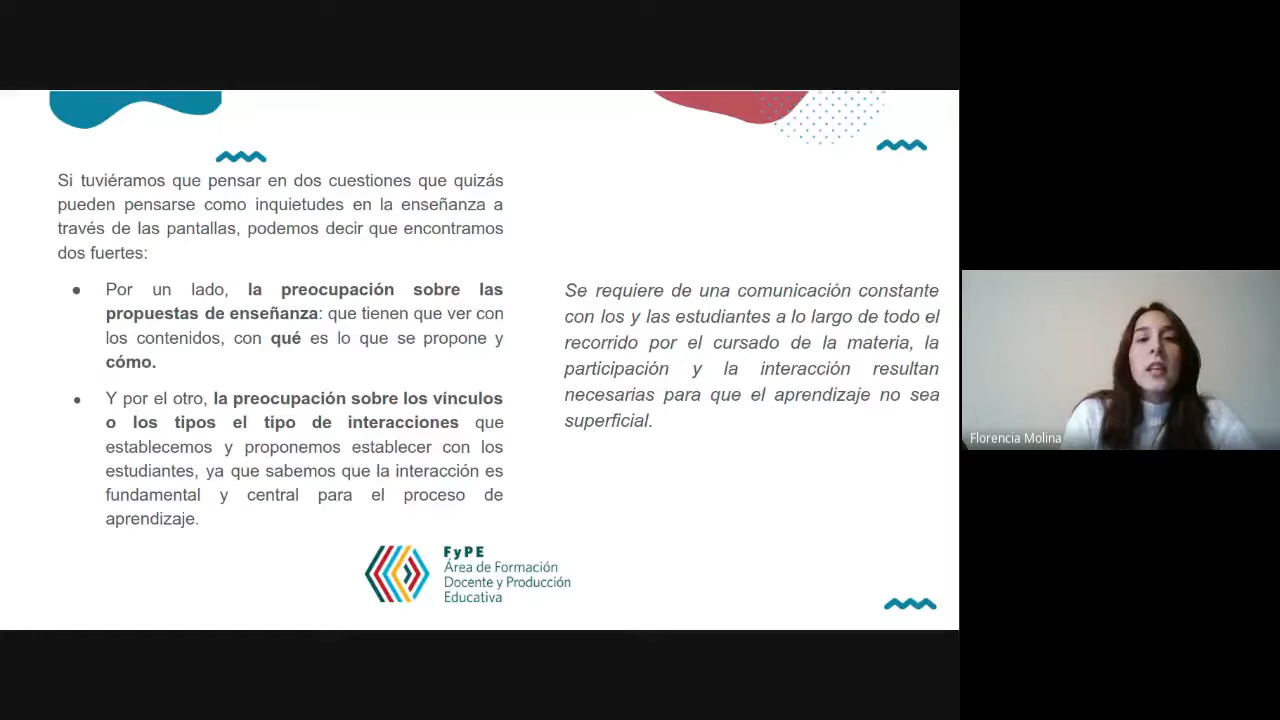 Si tuviéramos que pensar en dos cuestiones que quizás
pueden pensarse como inquietudes en la enseñanza a
través de las pantallas, podemos decir que encontramos
dos fuertes:
● Por un lado, la preocupación sobre las
propuestas de enseñanza: que tienen que ver con
los contenidos, con qué es lo que se propone y
cómo.
● Y por el otro, la preocupación sobre los vínculos
o los tipos el tipo de interacciones que
establecemos y proponemos establecer con los
estudiantes, ya que sabemos que la interacción es
fundamental y central para el proceso de
aprendizaje.
Se requiere de una comunicación constante
con los y las estudiantes a lo largo de todo el
recorrido por el cursado de la materia, la
participación y la interacción resultan
necesarias para que el aprendizaje no sea
superficial.
FyPE
Área de Formación
Docente y Producción
Educativa
Florencia Molina